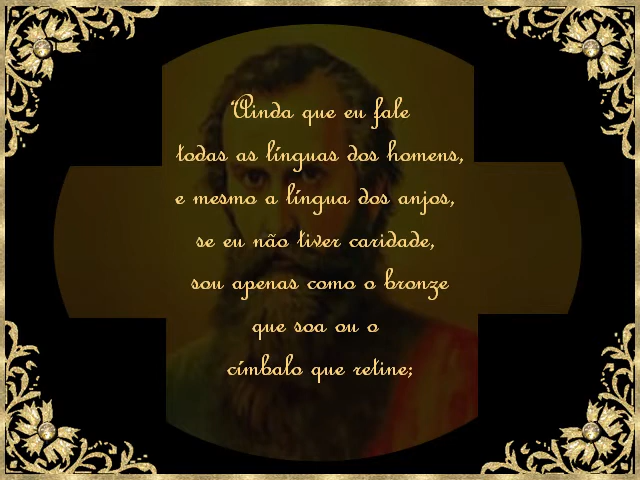 “Ainda que eu fale
todas as línguas dos homens,
e mesmo a língua dos anjos,
se eu não tiver caridade,
sou apenas como o bronze
que soa ou o
címbalo que retine;